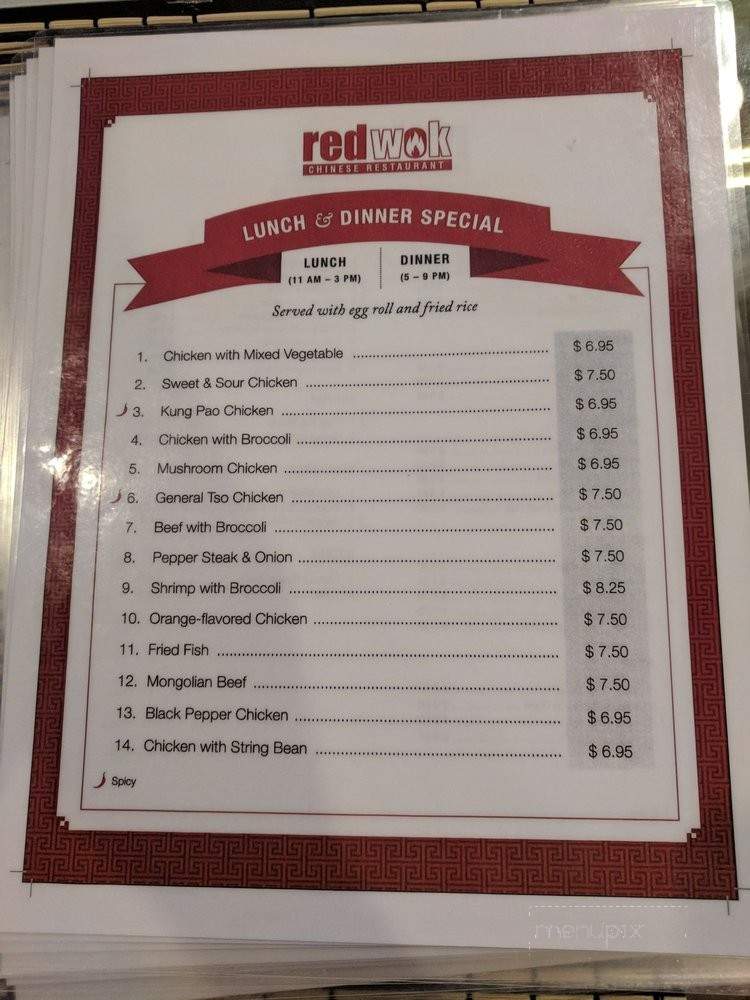 redwok
CHINESE RESTAURANT
LUNCH & DINNER SPECIAL
LUNCH
(11 AM – 3 PM)
DINNER
(5 – 9 PM)
Served with egg roll and fried rice
1. Chicken with Mixed Vegetable $ 6.95
2. Sweet & Sour Chicken $ 7.50
3. Kung Pao Chicken $ 6.95
4. Chicken with Broccoli $ 6.95
5. Mushroom Chicken $ 6.95
6. General Tso Chicken $ 7.50
7. Beef with Broccoli $ 7.50
8. Pepper Steak & Onion $ 7.50
9. Shrimp with Broccoli $ 8.25
10. Orange-flavored Chicken $ 7.50
11. Fried Fish $ 7.50
12. Mongolian Beef $ 7.50
13. Black Pepper Chicken $ 6.95
14. Chicken with String Bean $ 6.95
Spicy
menupix